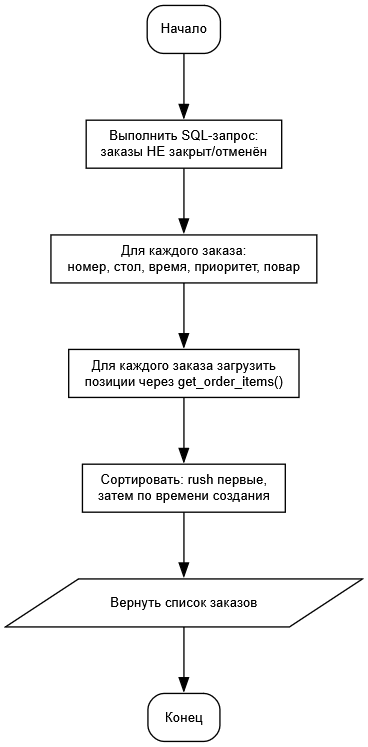 Начало
Выполнить SQL-запрос:
заказы НЕ закрыт/отменён
Для каждого заказа:
номер, стол, время, приоритет, повар
Для каждого заказа загрузить
позиции через get_order_items()
Сортировать: rush первые,
затем по времени создания
Вернуть список заказов
Конец